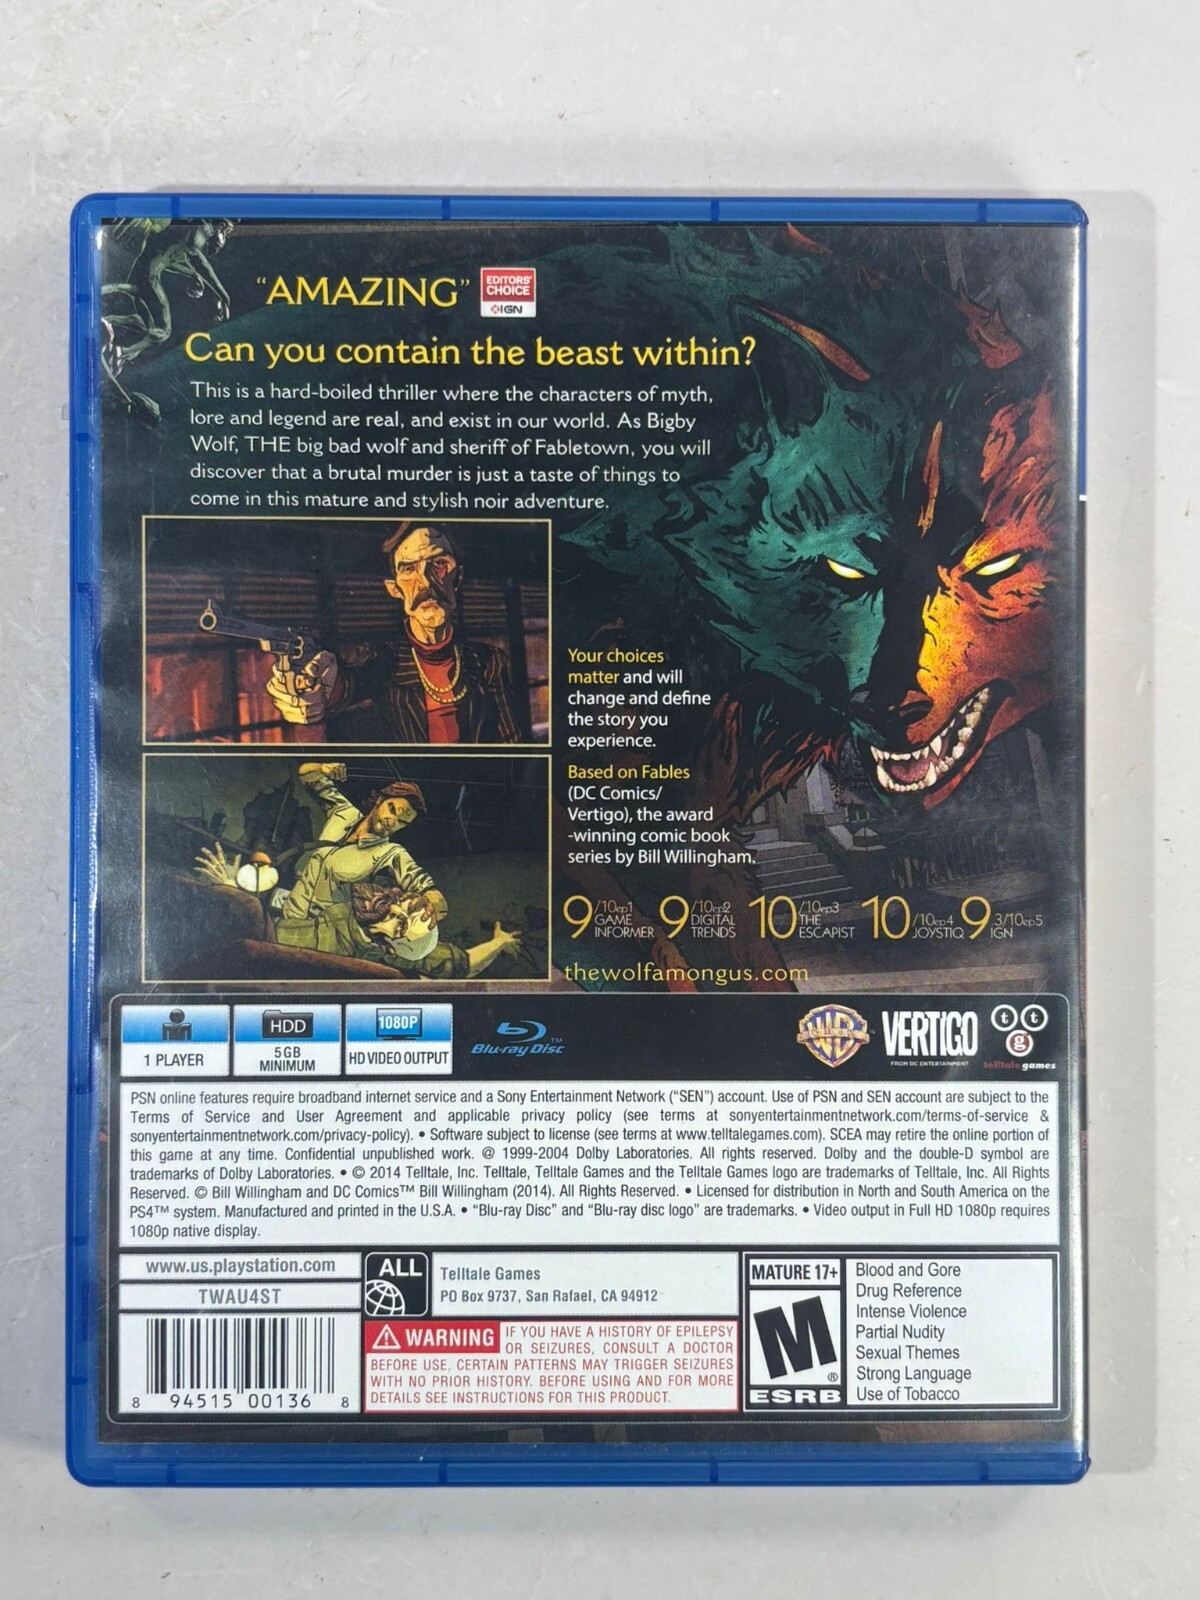 “AMAZING”
EDITORS’
CHOICE
IGN
Can you contain the beast within?
This is a hard-boiled thriller where the characters of myth,
lore and legend are real, and exist in our world. As Bigby
Wolf, THE big bad wolf and sheriff of Fabletown, you will
discover that a brutal murder is just a taste of things to
come in this mature and stylish noir adventure.
Your choices
matter and will
change and define
the story you
experience.
Based on Fables
(DC Comics/
Vertigo), the award
-winning comic book
series by Bill Willingham.
9/10ep1 GAME INFORMER
9/10ep2 DIGITAL TRENDS
10/10ep3 THE ESCAPIST
10/10ep4 JOYSTIQ
9.3/10ep5 IGN
thewolfamongus.com
1 PLAYER
HDD
5GB
MINIMUM
1080P
HD VIDEO OUTPUT
Blu-ray Disc™
WB
VERTIGO
FROM DC ENTERTAINMENT
ttg
telltale games
PSN online features require broadband internet service and a Sony Entertainment Network (“SEN”) account. Use of PSN and SEN account are subject to the
Terms of Service and User Agreement and applicable privacy policy (see terms at sonyentertainmentnetwork.com/terms-of-service &
sonyentertainmentnetwork.com/privacy-policy). • Software subject to license (see terms at www.telltalegames.com). SCEA may retire the online portion of
this game at any time. Confidential unpublished work. @ 1999-2004 Dolby Laboratories. All rights reserved. Dolby and the double-D symbol are
trademarks of Dolby Laboratories. • © 2014 Telltale, Inc. Telltale, Telltale Games and the Telltale Games logo are trademarks of Telltale, Inc. All Rights
Reserved. © Bill Willingham and DC Comics™ Bill Willingham (2014). All Rights Reserved. • Licensed for distribution in North and South America on the
PS4™ system. Manufactured and printed in the U.S.A. • “Blu-ray Disc” and “Blu-ray disc logo” are trademarks. • Video output in Full HD 1080p requires
1080p native display.
www.us.playstation.com
TWAU4ST
8 94515 00136 8
ALL
Telltale Games
PO Box 9737, San Rafael, CA 94912
WARNING IF YOU HAVE A HISTORY OF EPILEPSY
OR SEIZURES, CONSULT A DOCTOR
BEFORE USE, CERTAIN PATTERNS MAY TRIGGER SEIZURES
WITH NO PRIOR HISTORY. BEFORE USING AND FOR MORE
DETAILS SEE INSTRUCTIONS FOR THIS PRODUCT.
MATURE 17+
M
®
ESRB
Blood and Gore
Drug Reference
Intense Violence
Partial Nudity
Sexual Themes
Strong Language
Use of Tobacco